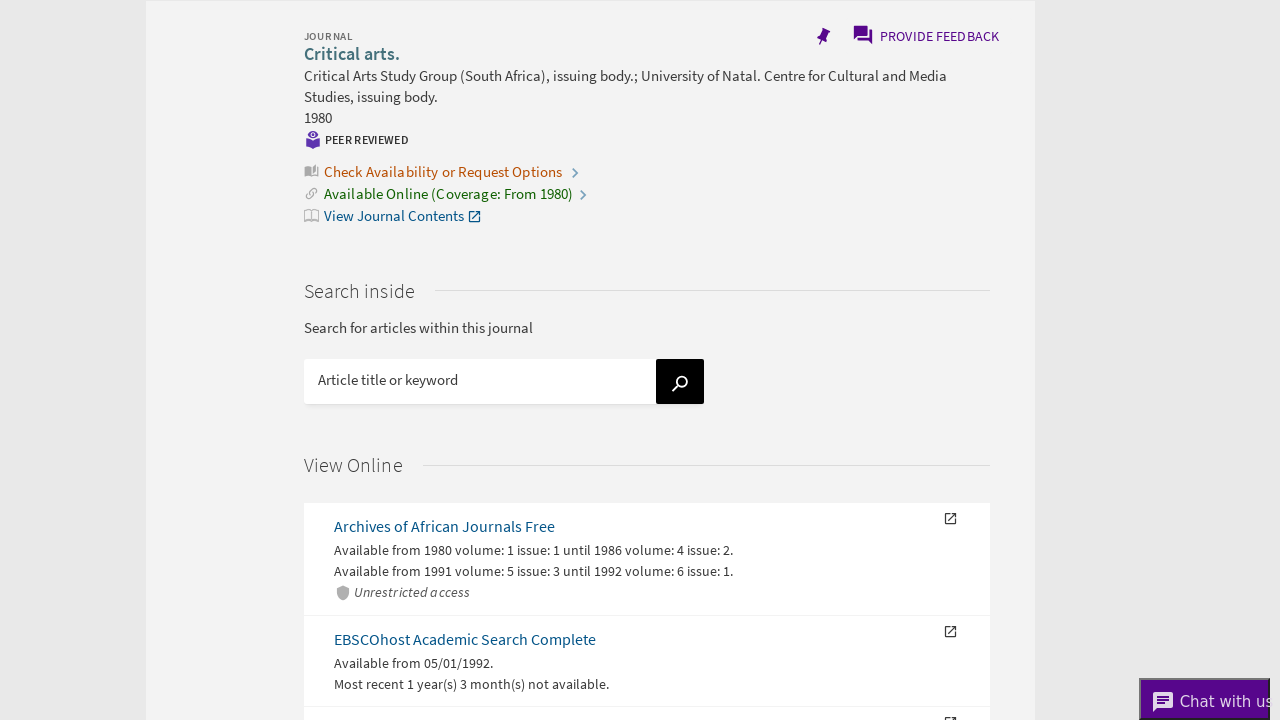 JOURNAL
PROVIDE FEEDBACK
Critical arts.
Critical Arts Study Group (South Africa), issuing body.; University of Natal. Centre for Cultural and Media
Studies, issuing body.
1980
PEER REVIEWED
Check Availability or Request Options
Available Online (Coverage: From 1980)
View Journal Contents
Search inside
Search for articles within this journal
Article title or keyword
View Online
Archives of African Journals Free
Available from 1980 volume: 1 issue: 1 until 1986 volume: 4 issue: 2.
Available from 1991 volume: 5 issue: 3 until 1992 volume: 6 issue: 1.
Unrestricted access
EBSCOhost Academic Search Complete
Available from 05/01/1992.
Most recent 1 year(s) 3 month(s) not available.
Chat with us